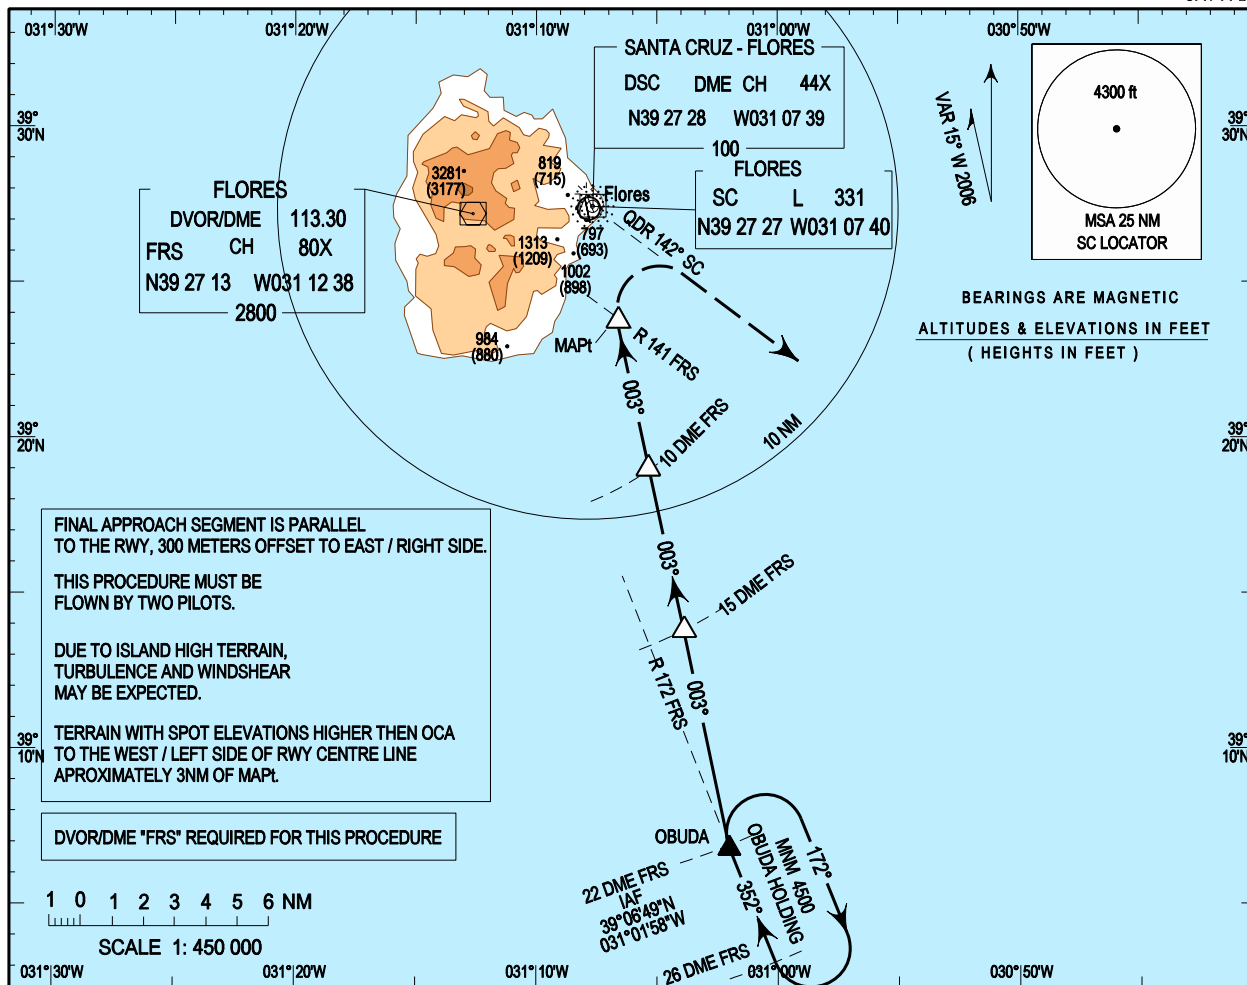 031°30'W
031°20'W
031°10'W
031°00'W
030°50'W
39°
30'N
39°
30'N
SANTA CRUZ - FLORES
DSC DME CH 44X
N39 27 28 W031 07 39
100
FLORES
SC L 331
N39 27 27 W031 07 40
FLORES
DVOR/DME 113.30
FRS CH 80X
N39 27 13 W031 12 38
2800
VAR 15° W 2006
4300 ft
MSA 25 NM
SC LOCATOR
BEARINGS ARE MAGNETIC
ALTITUDES & ELEVATIONS IN FEET
( HEIGHTS IN FEET )
3281
(3177)
819
(715)
Flores
797
(693)
1313
(1209)
1002
(898)
984
(880)
QDR 142° SC
MAPt
R 141 FRS
003°
10 DME FRS
10 NM
39°
20'N
39°
20'N
003°
15 DME FRS
R 172 FRS
003°
FINAL APPROACH SEGMENT IS PARALLEL
TO THE RWY, 300 METERS OFFSET TO EAST / RIGHT SIDE.
THIS PROCEDURE MUST BE
FLOWN BY TWO PILOTS.
DUE TO ISLAND HIGH TERRAIN,
TURBULENCE AND WINDSHEAR
MAY BE EXPECTED.
TERRAIN WITH SPOT ELEVATIONS HIGHER THEN OCA
TO THE WEST / LEFT SIDE OF RWY CENTRE LINE
APROXIMATELY 3NM OF MAPt.
39°
10'N
39°
10'N
DVOR/DME "FRS" REQUIRED FOR THIS PROCEDURE
OBUDA
22 DME FRS
IAF
39°06'49"N
031°01'58"W
352°
OBUDA HOLDING
MNM 4500
172°
26 DME FRS
1 0 1 2 3 4 5 6 NM
SCALE 1: 450 000
031°30'W
031°20'W
031°10'W
031°00'W
030°50'W